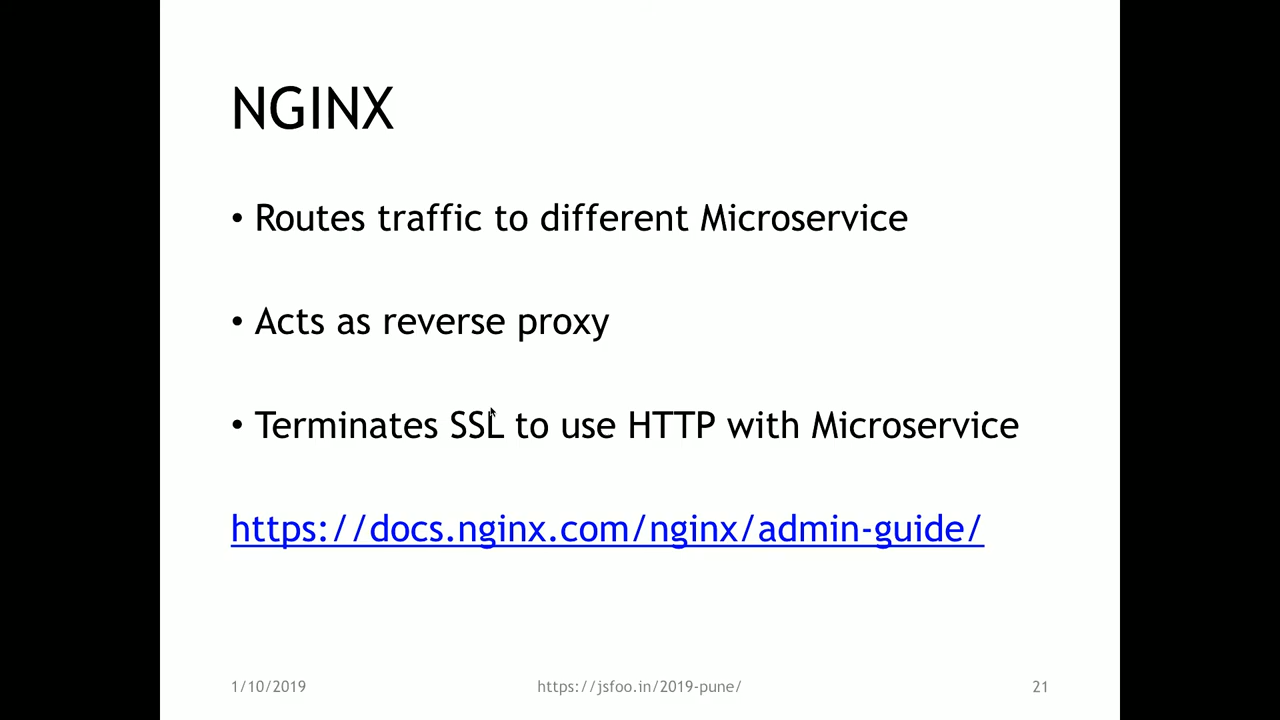 NGINX
• Routes traffic to different Microservice
• Acts as reverse proxy
• Terminates SSL to use HTTP with Microservice
https://docs.nginx.com/nginx/admin-guide/
1/10/2019
https://jsfoo.in/2019-pune/
21